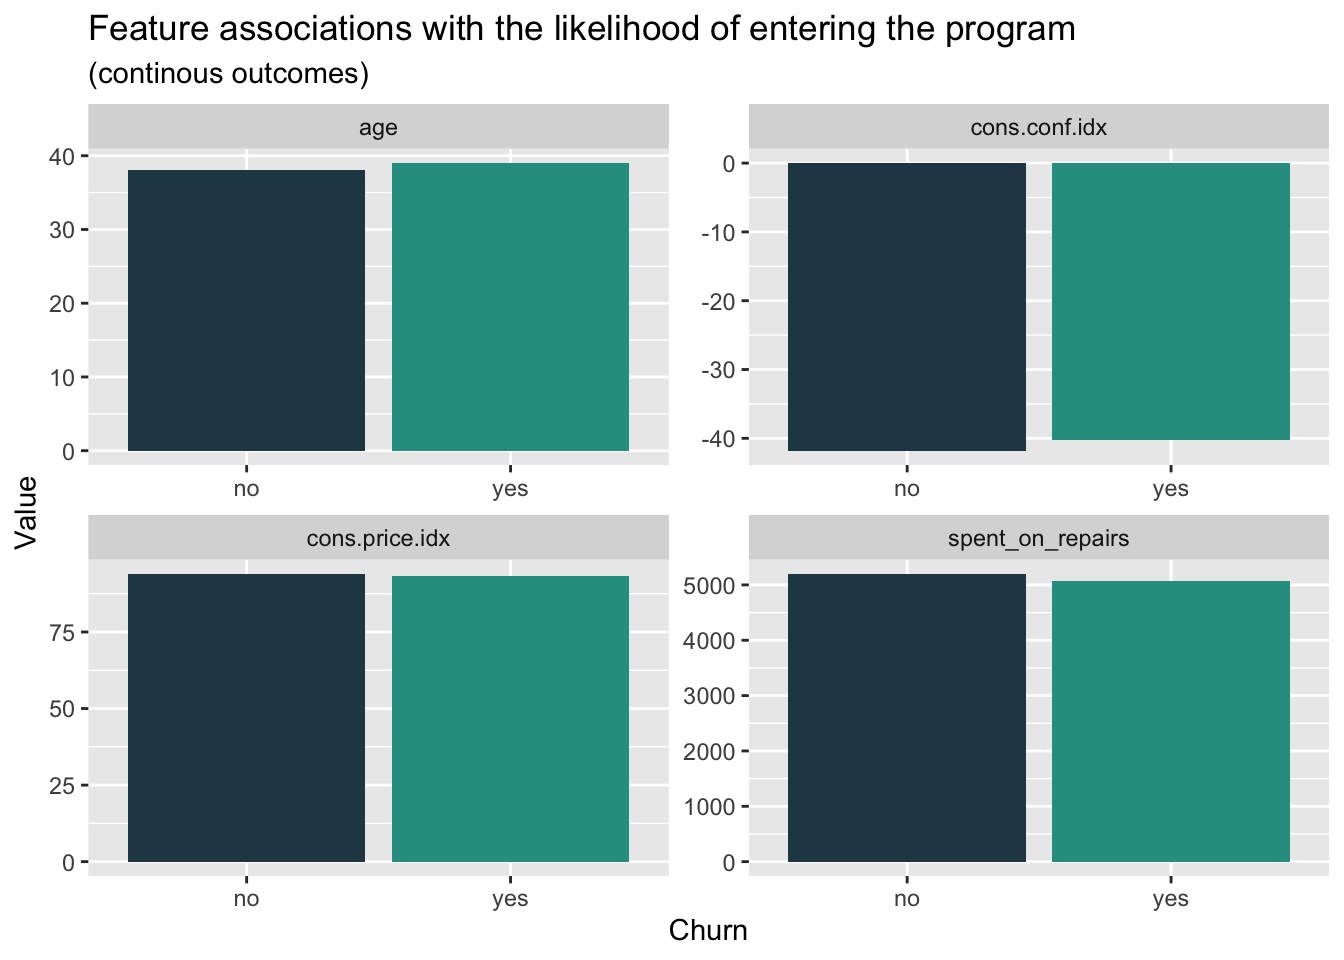 Feature associations with the likelihood of entering the program
(continous outcomes)
age
cons.conf.idx
40
30
20
10
0
0
-10
-20
-30
-40
no
yes
no
yes
Value
cons.price.idx
spent_on_repairs
75
50
25
0
5000
4000
3000
2000
1000
0
no
yes
no
yes
Churn